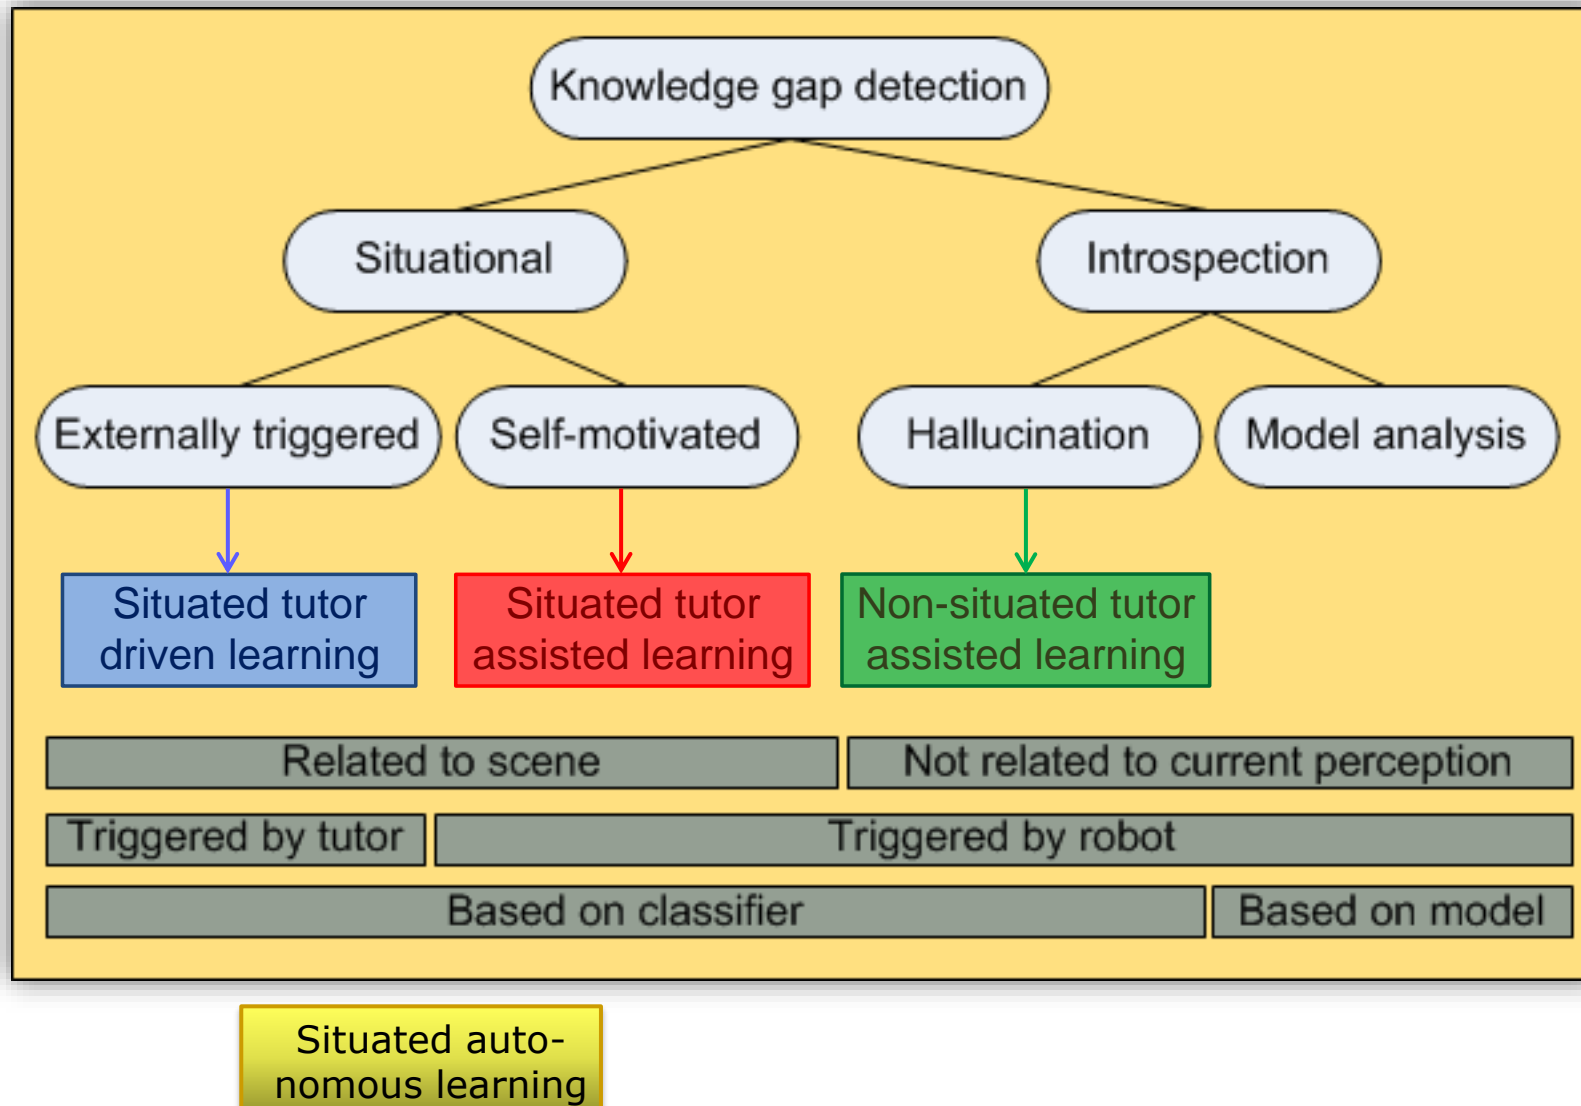 Knowledge gap detection
Situational
Introspection
Externally triggered
Self-motivated
Hallucination
Model analysis
Situated tutor
driven learning
Situated tutor
assisted learning
Non-situated tutor
assisted learning
Related to scene
Not related to current perception
Triggered by tutor
Triggered by robot
Based on classifier
Based on model
Situated auto-
nomous learning